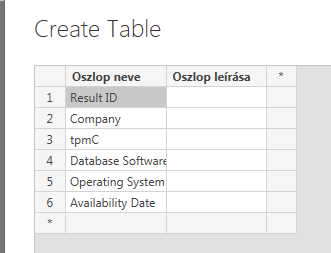 Create Table
Oszlop neve Oszlop leírása *
1 Result ID
2 Company
3 tpmC
4 Database Software
5 Operating System
6 Availability Date
*